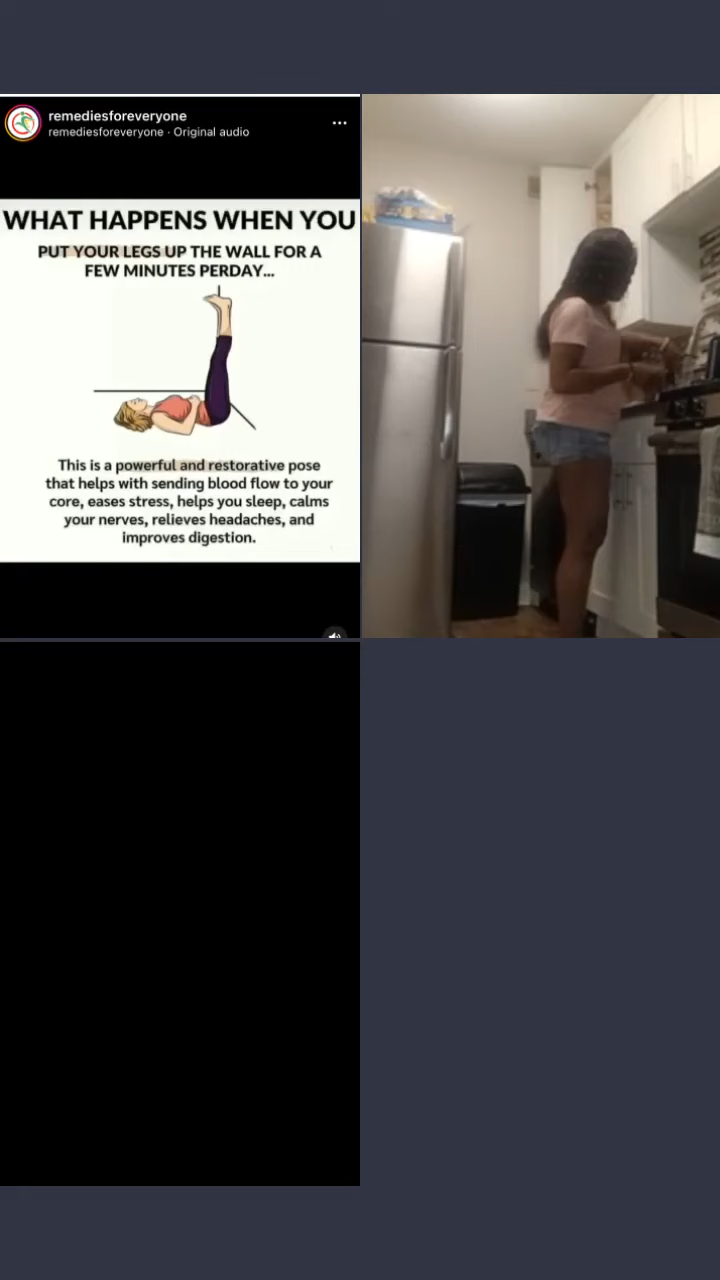 remediesforeveryone
remediesforeveryone · Original audio
WHAT HAPPENS WHEN YOU
PUT YOUR LEGS UP THE WALL FOR A
FEW MINUTES PERDAY...
This is a powerful and restorative pose
that helps with sending blood flow to your
core, eases stress, helps you sleep, calms
your nerves, relieves headaches, and
improves digestion.